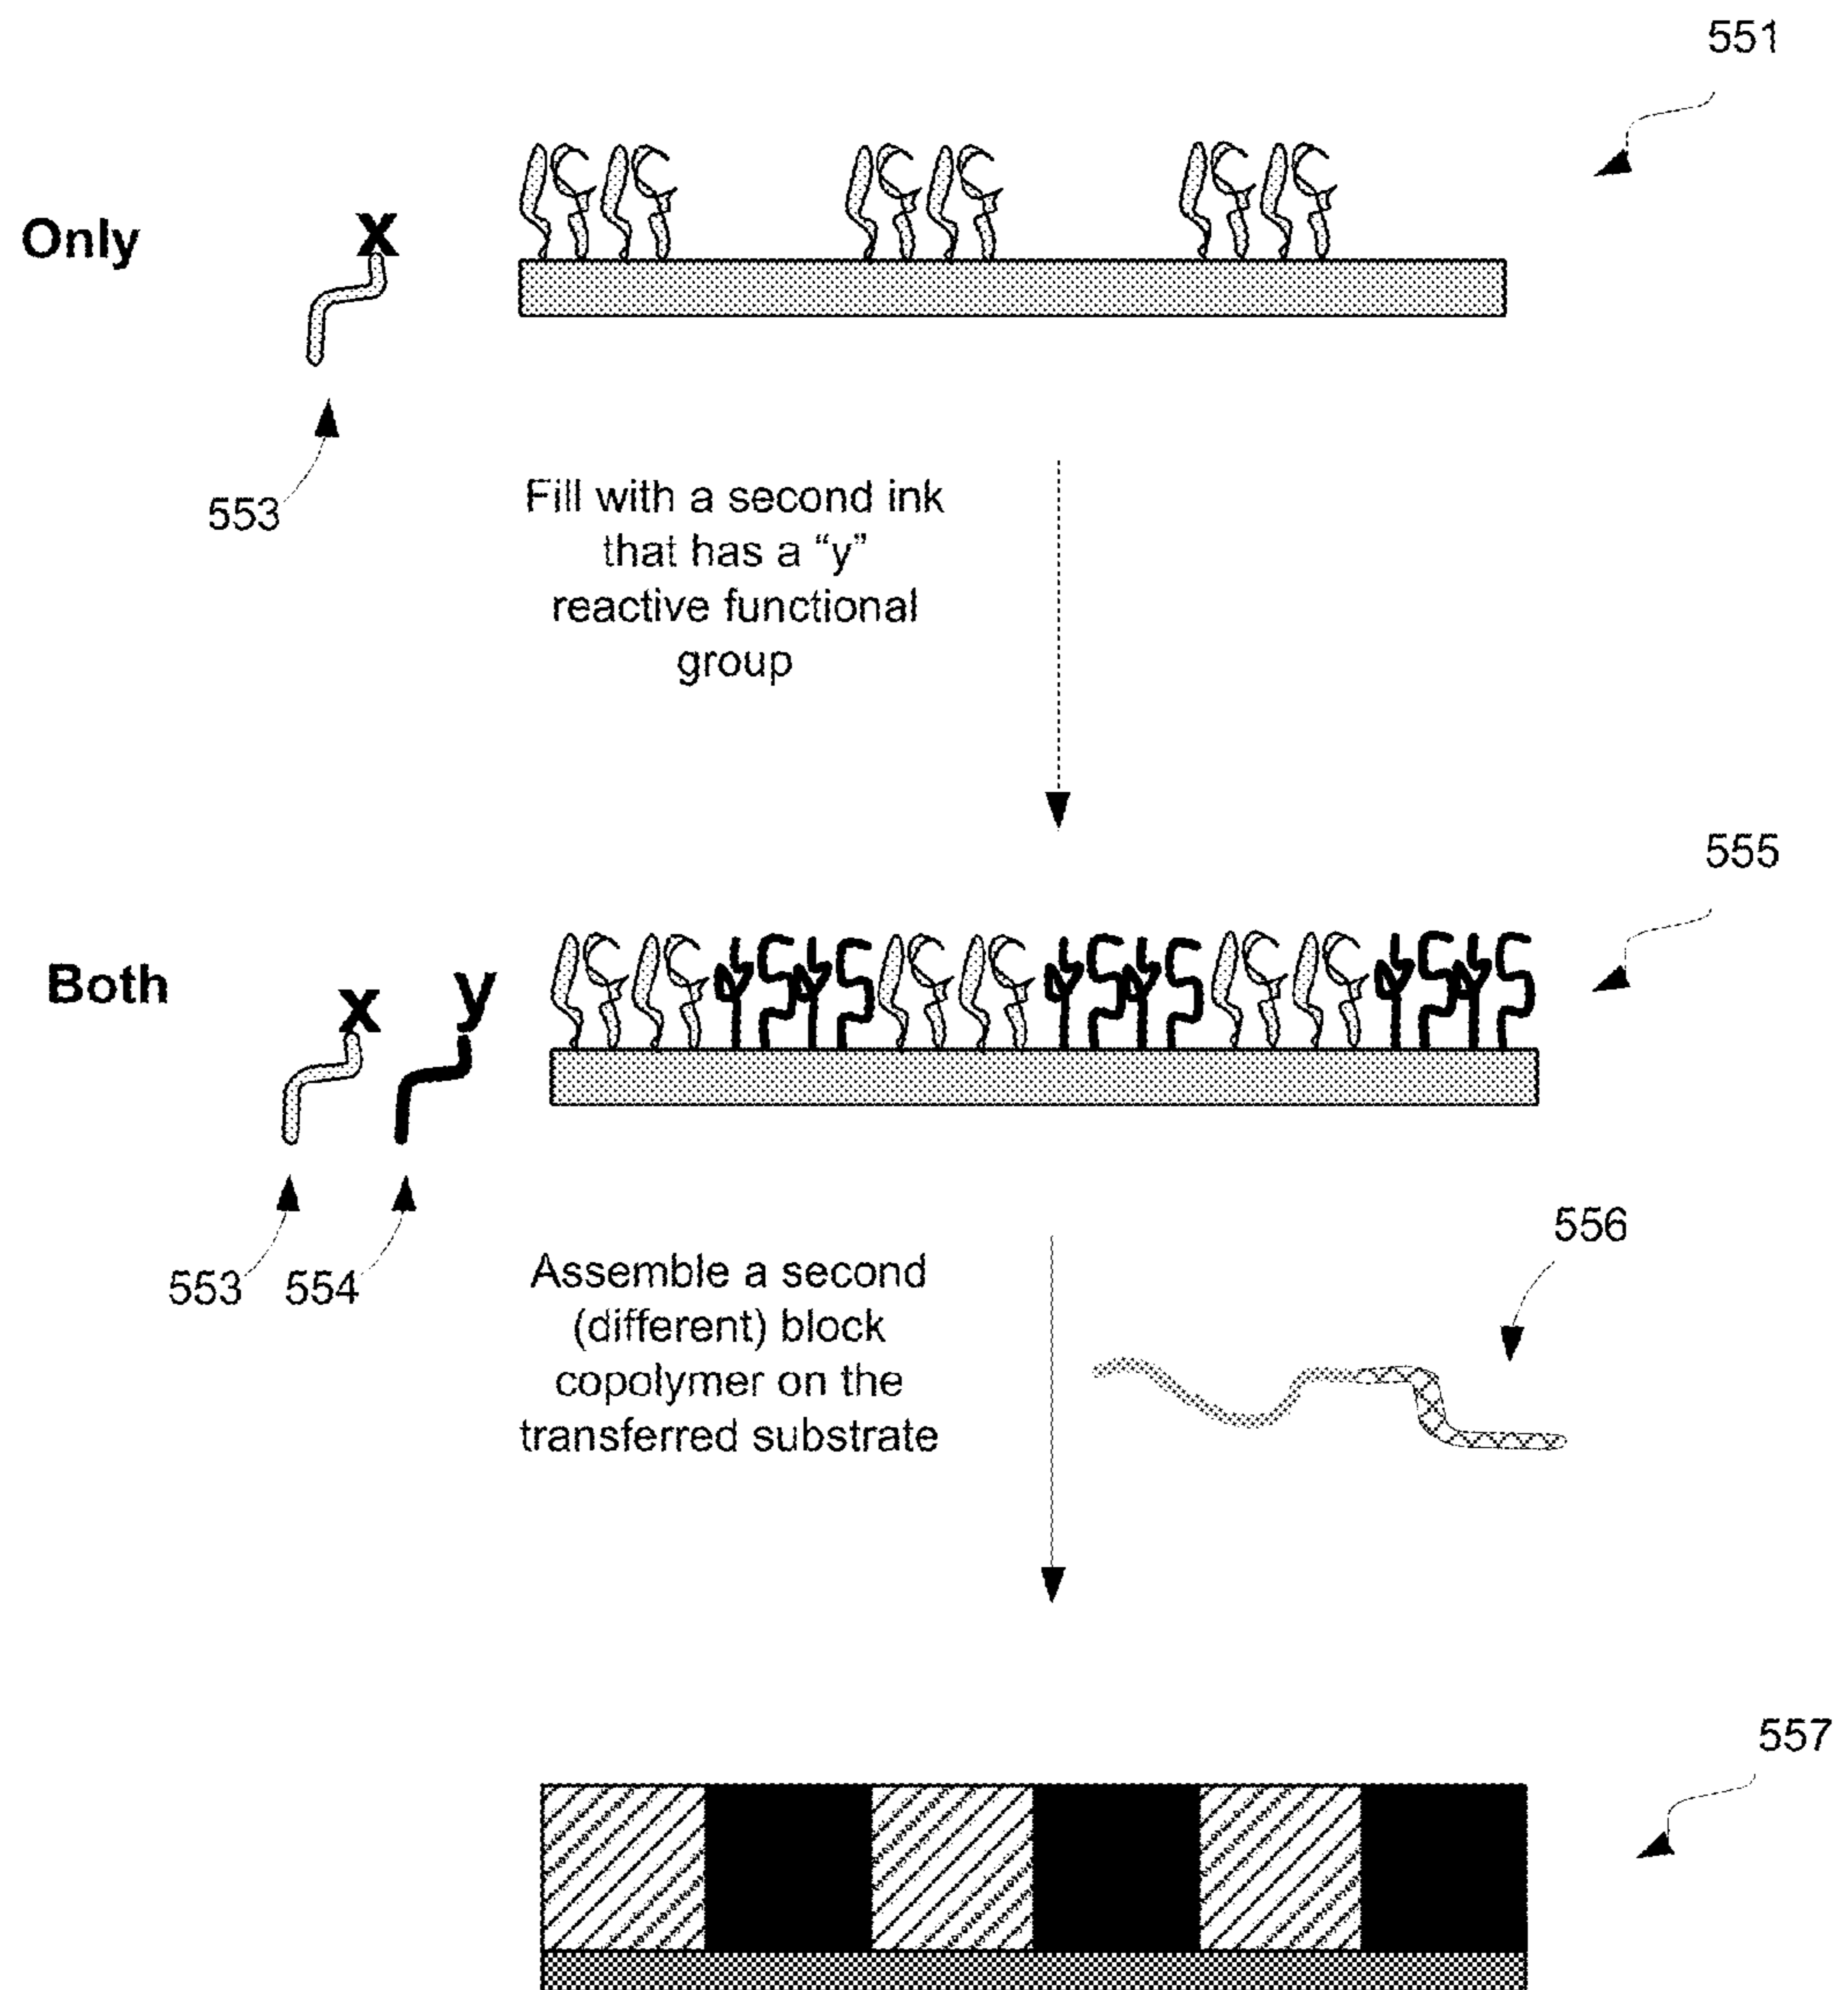 551
Only
x
553
Fill with a second ink
that has a “y”
reactive functional
group
555
Both
x
y
553
554
556
Assemble a second
(different) block
copolymer on the
transferred substrate
557